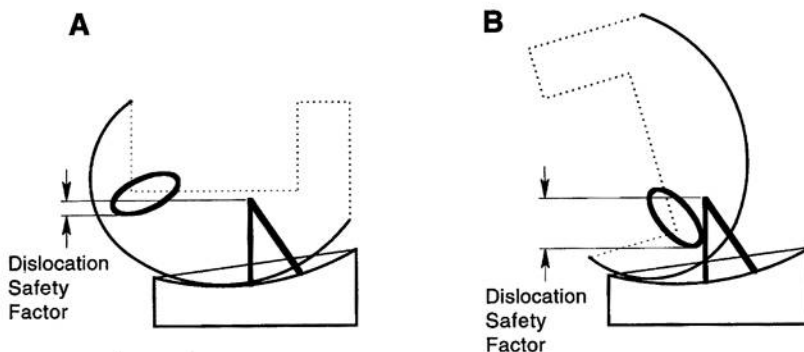 A
Dislocation
Safety
Factor
B
Dislocation
Safety
Factor